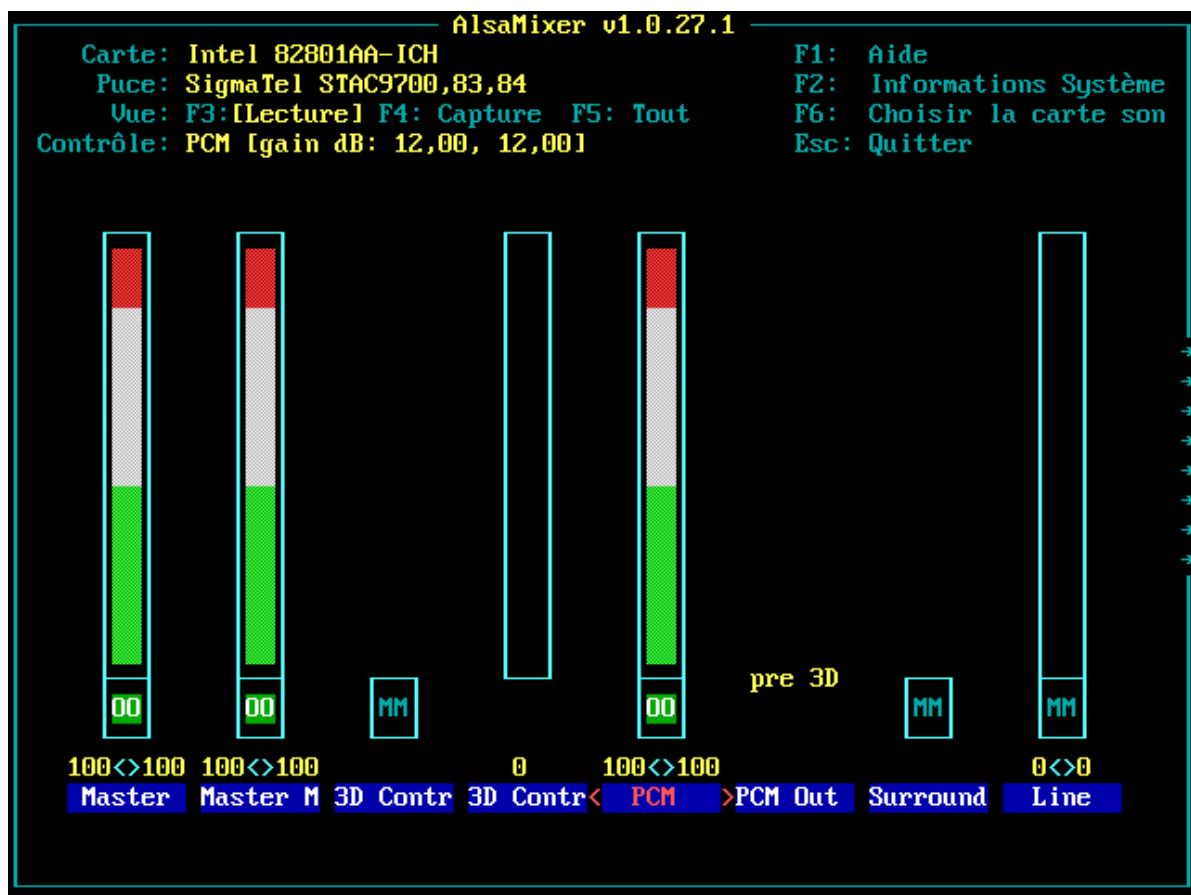 AlsaMixer v1.0.27.1
Carte: Intel 82801AA-ICH F1: Aide
Puce: SigmaTel STAC9700,83,84 F2: Informations Système
Vue: F3:[Lecture] F4: Capture F5: Tout F6: Choisir la carte son
Contrôle: PCM [gain dB: 12,00, 12,00] Esc: Quitter
pre 3D
OO OO MM OO MM MM
100<>100 100<>100 0 100<>100 0<>0
Master Master M 3D Contr 3D Contr< PCM >PCM Out Surround Line